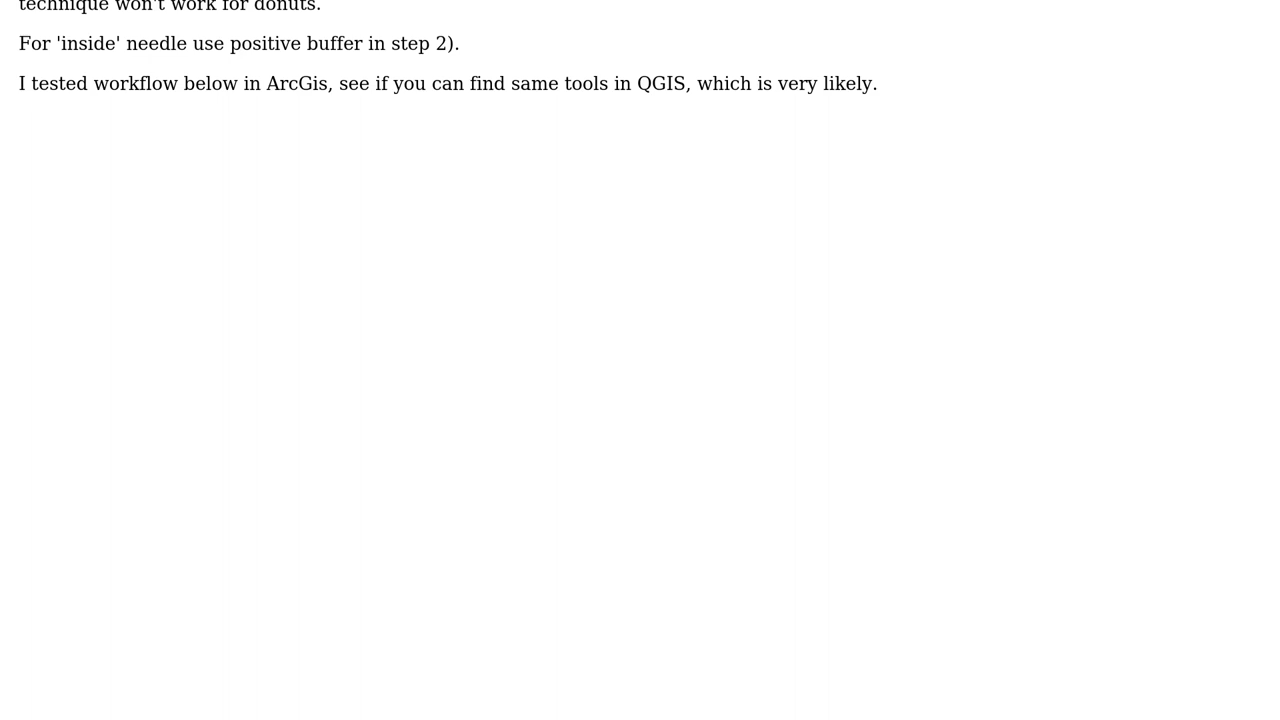 technique won't work for donuts.
For 'inside' needle use positive buffer in step 2).
I tested workflow below in ArcGis, see if you can find same tools in QGIS, which is very likely.